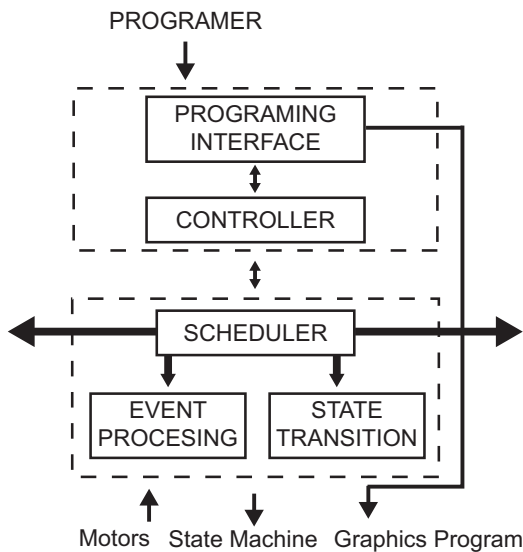 PROGRAMER
PROGRAMING
INTERFACE
CONTROLLER
SCHEDULER
EVENT
PROCESING
STATE
TRANSITION
Motors State Machine Graphics Program